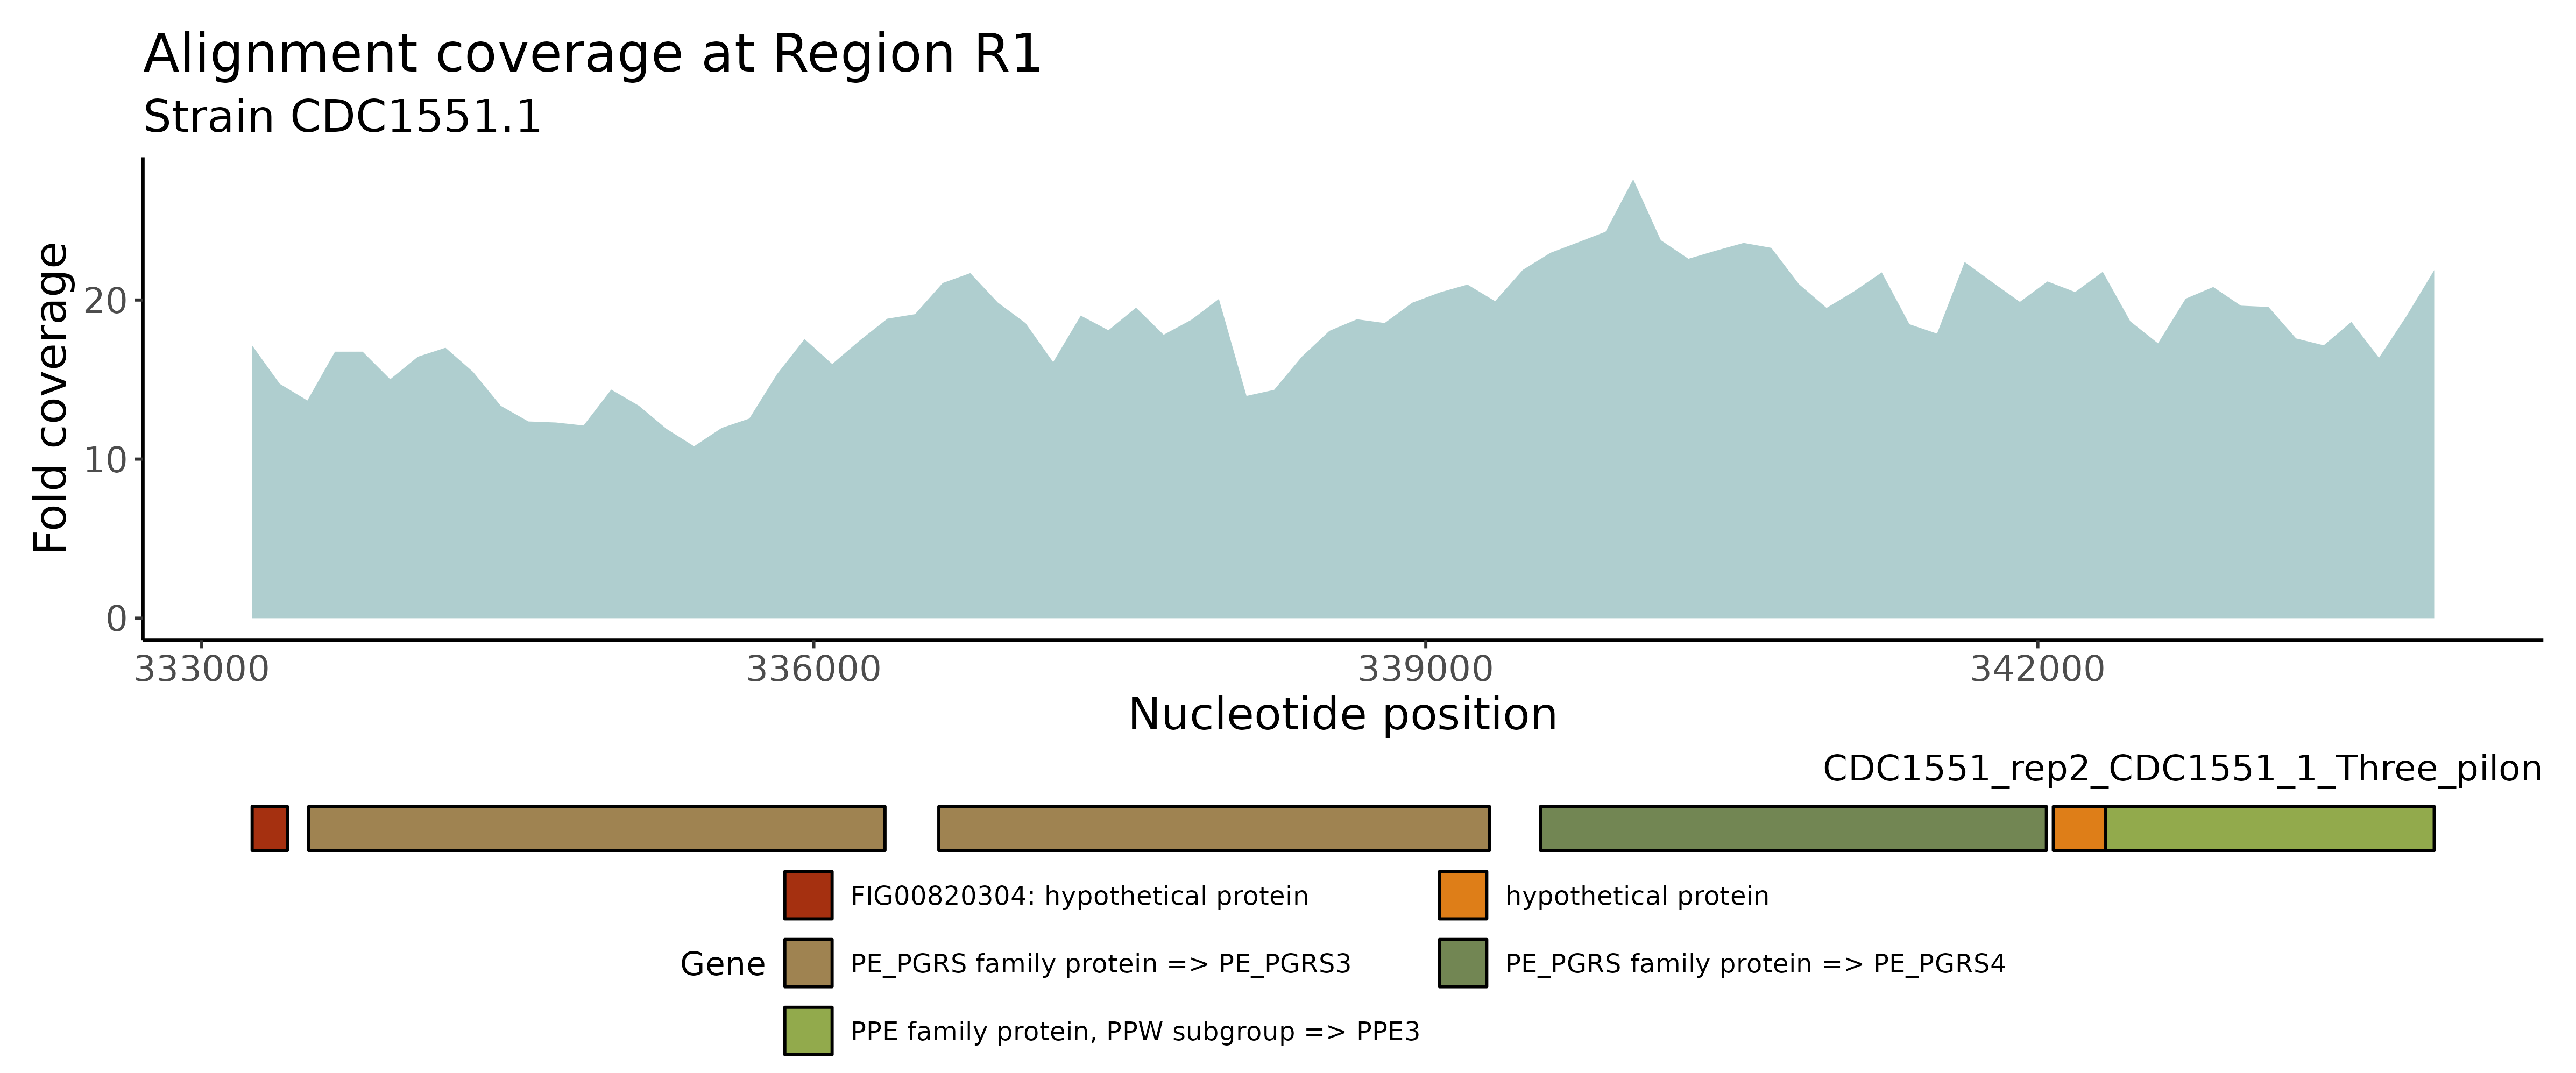 Alignment coverage at Region R1
Strain CDC1551.1
Fold coverage
20
10
0
333000 336000 339000 342000
Nucleotide position
CDC1551_rep2_CDC1551_1_Three_pilon
Gene
FIG00820304: hypothetical protein
hypothetical protein
PE_PGRS family protein => PE_PGRS3
PE_PGRS family protein => PE_PGRS4
PPE family protein, PPW subgroup => PPE3